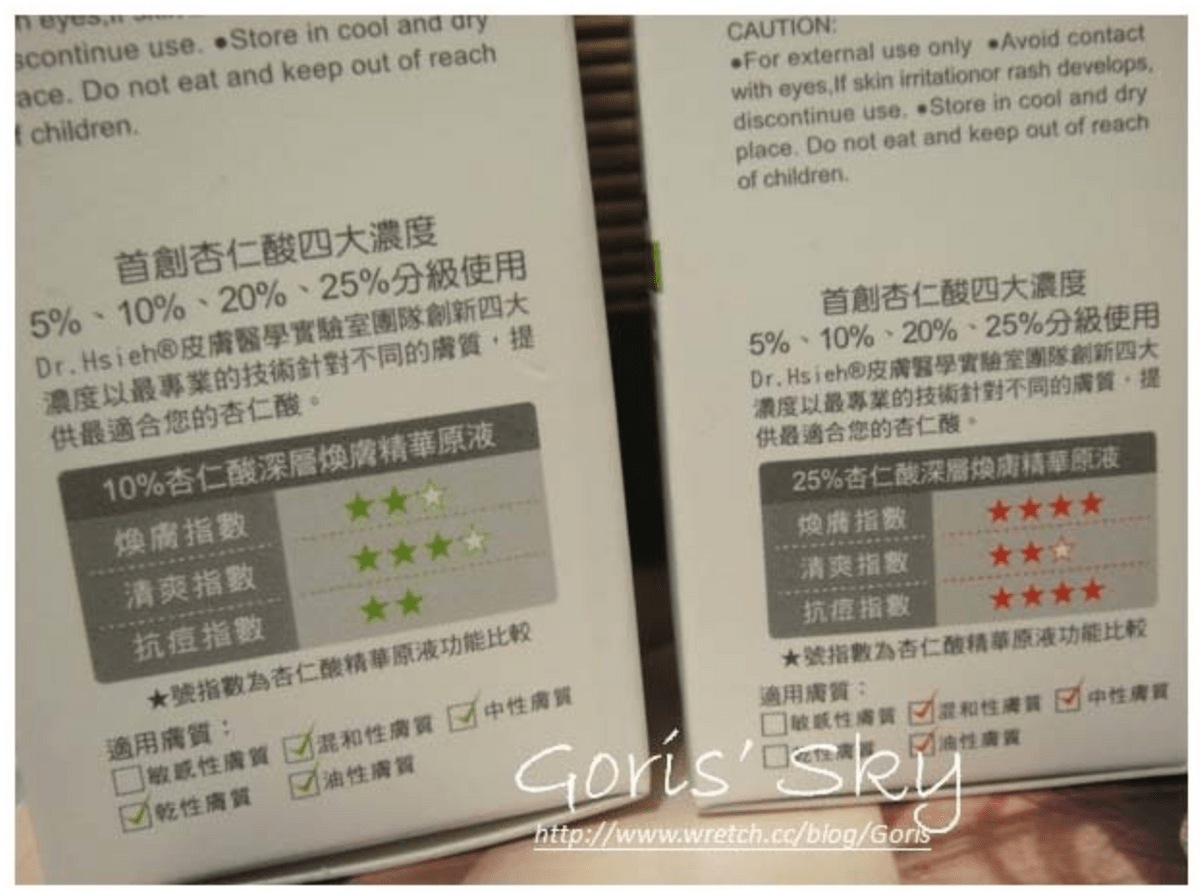 n eyes,If
scontinue use. ●Store in cool and dry
ace. Do not eat and keep out of reach
f children.
首創杏仁酸四大濃度
5%、10%、20%、25%分級使用
Dr.Hsieh®皮膚醫學實驗室團隊創新四大
濃度以最專業的技術針對不同的膚質，提
供最適合您的杏仁酸。
10%杏仁酸深層煥膚精華原液
煥膚指數 ★★☆
清爽指數 ★★★☆
抗痘指數 ★★
★號指數為杏仁酸精華原液功能比較
適用膚質：
□敏感性膚質 ☑混和性膚質 ☑中性膚質
☑乾性膚質 ☑油性膚質
CAUTION:
●For external use only ●Avoid contact
with eyes,If skin irritationor rash develops,
discontinue use. ●Store in cool and dry
place. Do not eat and keep out of reach
of children.
首創杏仁酸四大濃度
5%、10%、20%、25%分級使用
Dr.Hsieh®皮膚醫學實驗室團隊創新四大
濃度以最專業的技術針對不同的膚質，提
供最適合您的杏仁酸。
25%杏仁酸深層煥膚精華原液
煥膚指數 ★★★★
清爽指數 ★★☆
抗痘指數 ★★★★
★號指數為杏仁酸精華原液功能比較
適用膚質：
□敏感性膚質 ☑混和性膚質 ☑中性膚質
□乾性膚質 ☑油性膚質
Goris' Sky
http://www.wretch.cc/blog/Goris